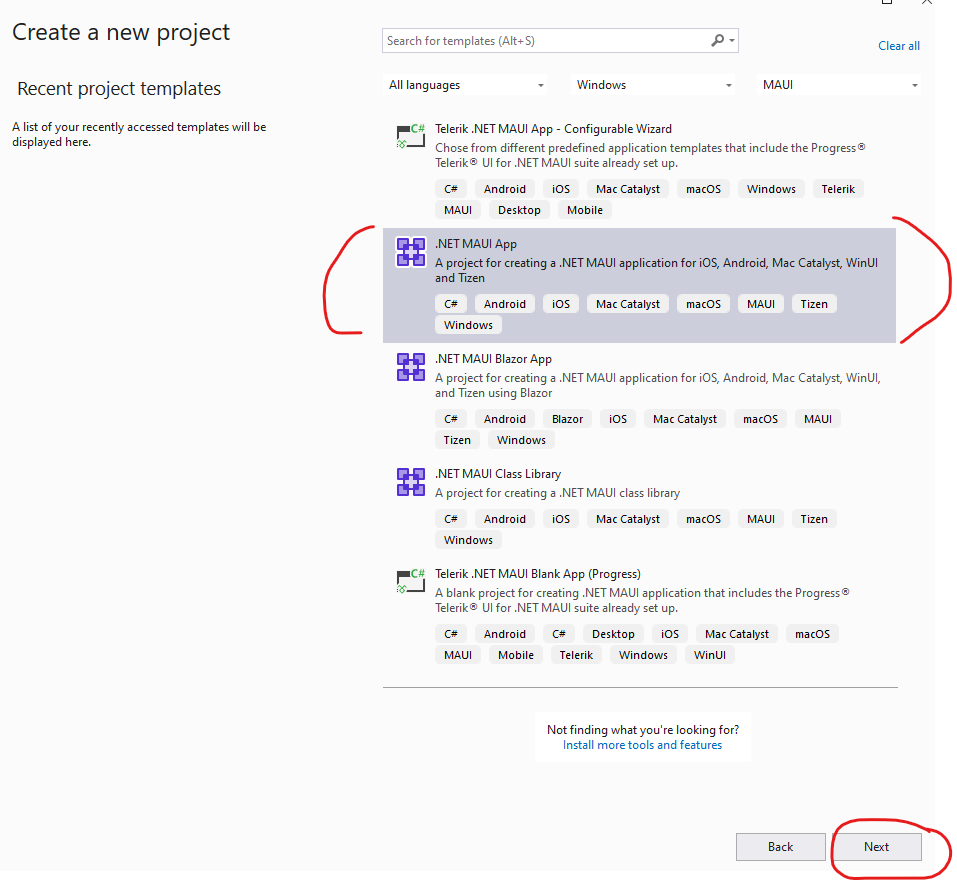 Create a new project
Search for templates (Alt+S)
Clear all
Recent project templates
All languages
Windows
MAUI
A list of your recently accessed templates will be
displayed here.
C#
Telerik .NET MAUI App - Configurable Wizard
Chose from different predefined application templates that include the Progress®
Telerik® UI for .NET MAUI suite already set up.
C# Android iOS Mac Catalyst macOS Windows Telerik
MAUI Desktop Mobile
.NET MAUI App
A project for creating a .NET MAUI application for iOS, Android, Mac Catalyst, WinUI
and Tizen
C# Android iOS Mac Catalyst macOS MAUI Tizen
Windows
.NET MAUI Blazor App
A project for creating a .NET MAUI application for iOS, Android, Mac Catalyst, WinUI,
and Tizen using Blazor
C# Android Blazor iOS Mac Catalyst macOS MAUI
Tizen Windows
.NET MAUI Class Library
A project for creating a .NET MAUI class library
C# Android iOS Mac Catalyst macOS MAUI Tizen
Windows
C#
Telerik .NET MAUI Blank App (Progress)
A blank project for creating .NET MAUI application that includes the Progress®
Telerik® UI for .NET MAUI suite already set up.
C# Android C# Desktop iOS Mac Catalyst macOS
MAUI Mobile Telerik Windows WinUI
Not finding what you're looking for?
Install more tools and features
Back
Next